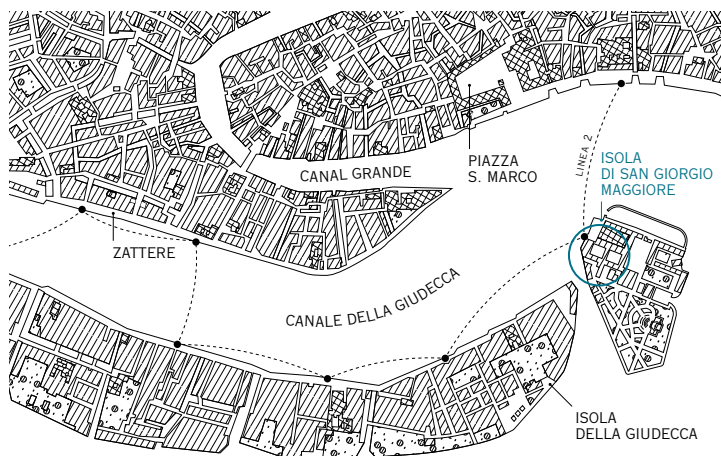 LINEA 2
ISOLA
DI SAN GIORGIO
MAGGIORE
PIAZZA
S. MARCO
CANAL GRANDE
ZATTERE
CANALE DELLA GIUDECCA
ISOLA
DELLA GIUDECCA